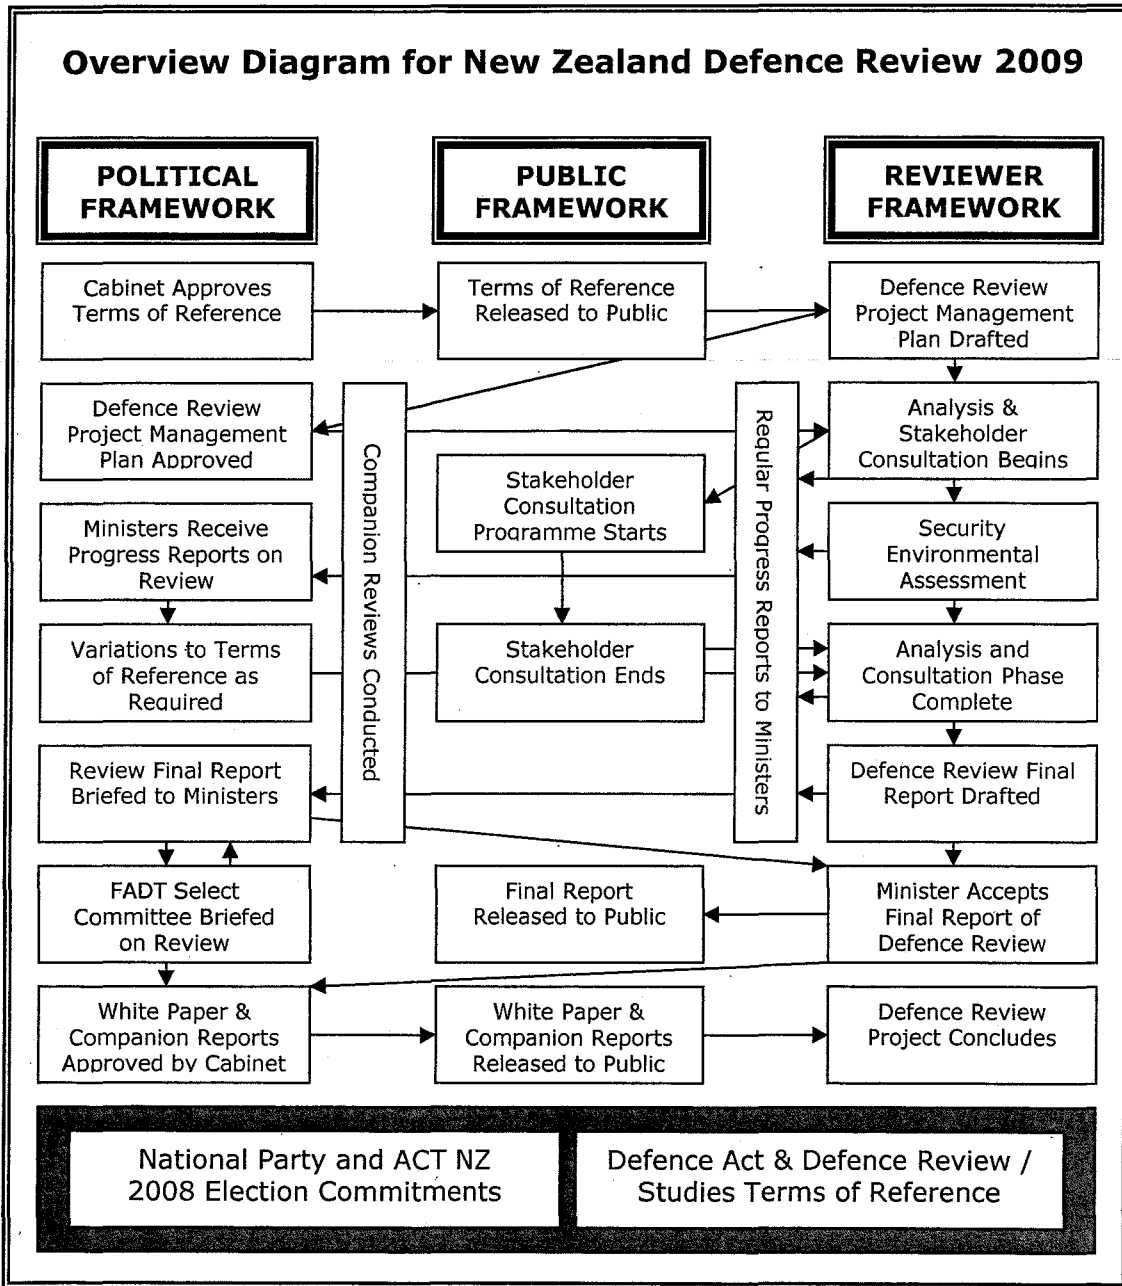 Overview Diagram for New Zealand Defence Review 2009
POLITICAL
FRAMEWORK
PUBLIC
FRAMEWORK
REVIEWER
FRAMEWORK
Cabinet Approves
Terms of Reference
Terms of Reference
Released to Public
Defence Review
Project Management
Plan Drafted
Defence Review
Project Management
Plan Approved
Companion Reviews Conducted
Stakeholder
Consultation
Programme Starts
Regular Progress Reports to Ministers
Analysis &
Stakeholder
Consultation Begins
Ministers Receive
Progress Reports on
Review
Security
Environmental
Assessment
Variations to Terms
of Reference as
Required
Stakeholder
Consultation Ends
Analysis and
Consultation Phase
Complete
Review Final Report
Briefed to Ministers
Defence Review Final
Report Drafted
FADT Select
Committee Briefed
on Review
Final Report
Released to Public
Minister Accepts
Final Report of
Defence Review
White Paper &
Companion Reports
Approved by Cabinet
White Paper &
Companion Reports
Released to Public
Defence Review
Project Concludes
National Party and ACT NZ
2008 Election Commitments
Defence Act & Defence Review /
Studies Terms of Reference